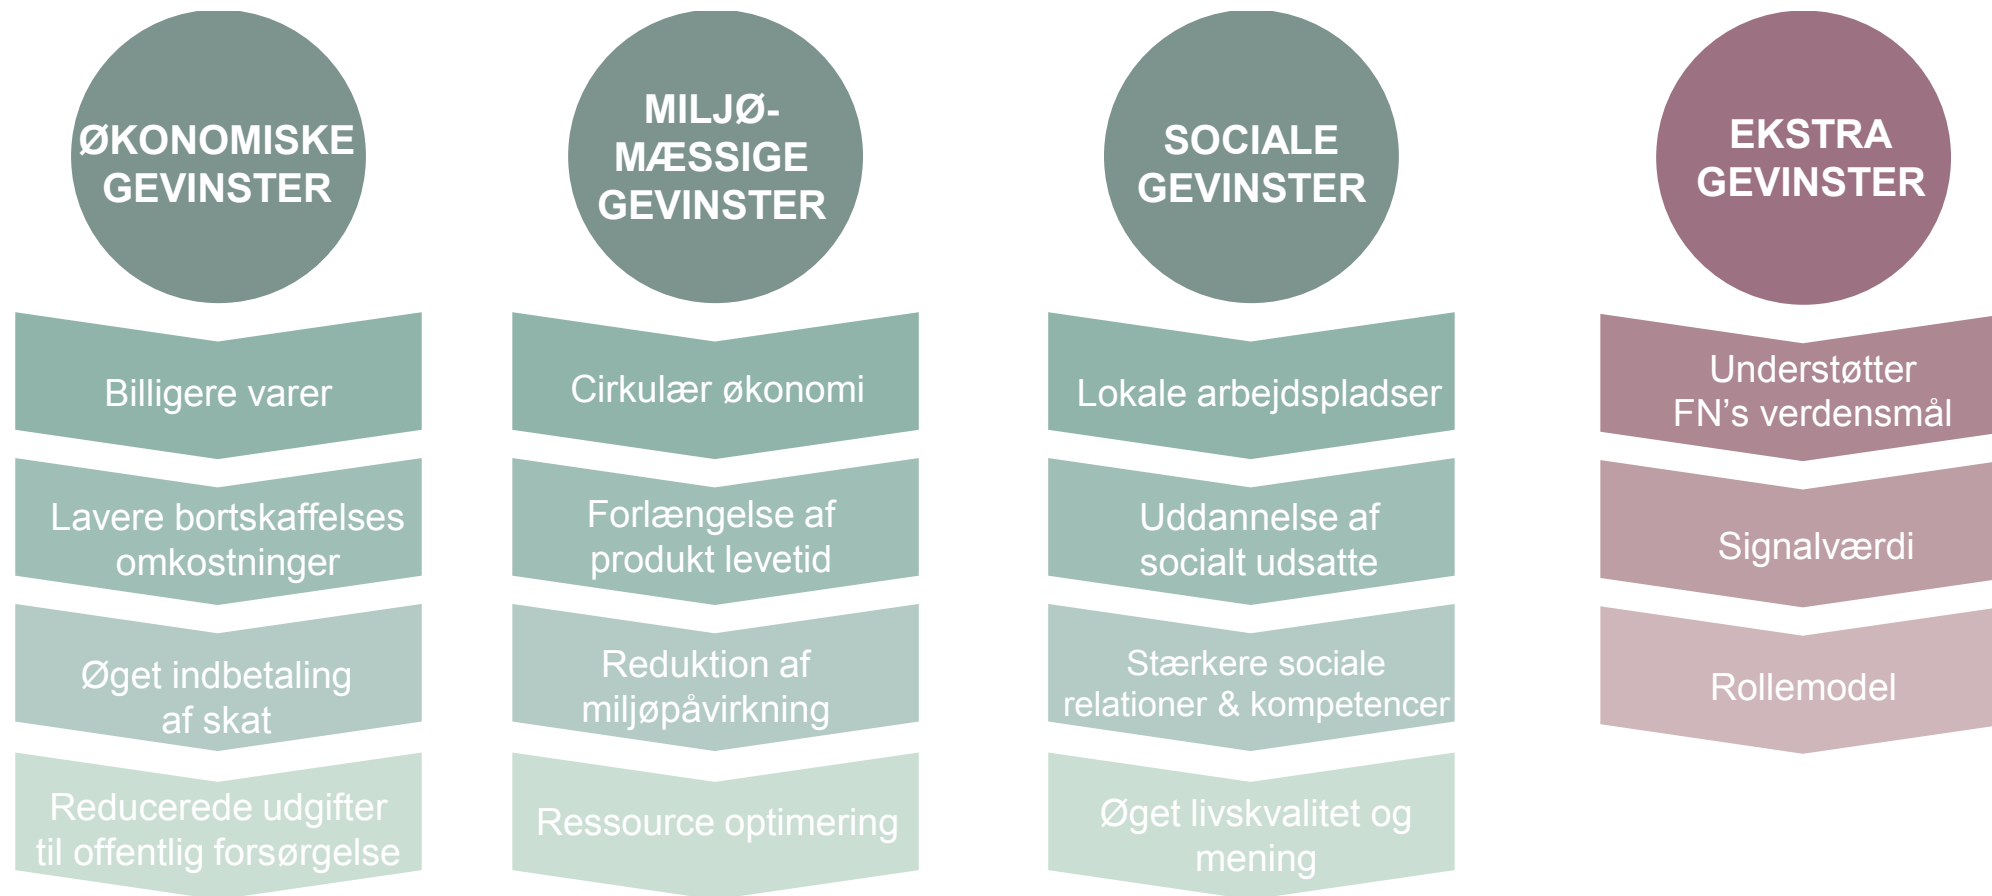 ØKONOMISKE
GEVINSTER
Billigere varer
Lavere bortskaffelses
omkostninger
Øget indbetaling
af skat
Reducerede udgifter
til offentlig forsørgelse
MILJØ-
MÆSSIGE
GEVINSTER
Cirkulær økonomi
Forlængelse af
produkt levetid
Reduktion af
miljøpåvirkning
Ressource optimering
SOCIALE
GEVINSTER
Lokale arbejdspladser
Uddannelse af
socialt udsatte
Stærkere sociale
relationer & kompetencer
Øget livskvalitet og
mening
EKSTRA
GEVINSTER
Understøtter
FN’s verdensmål
Signalværdi
Rollemodel